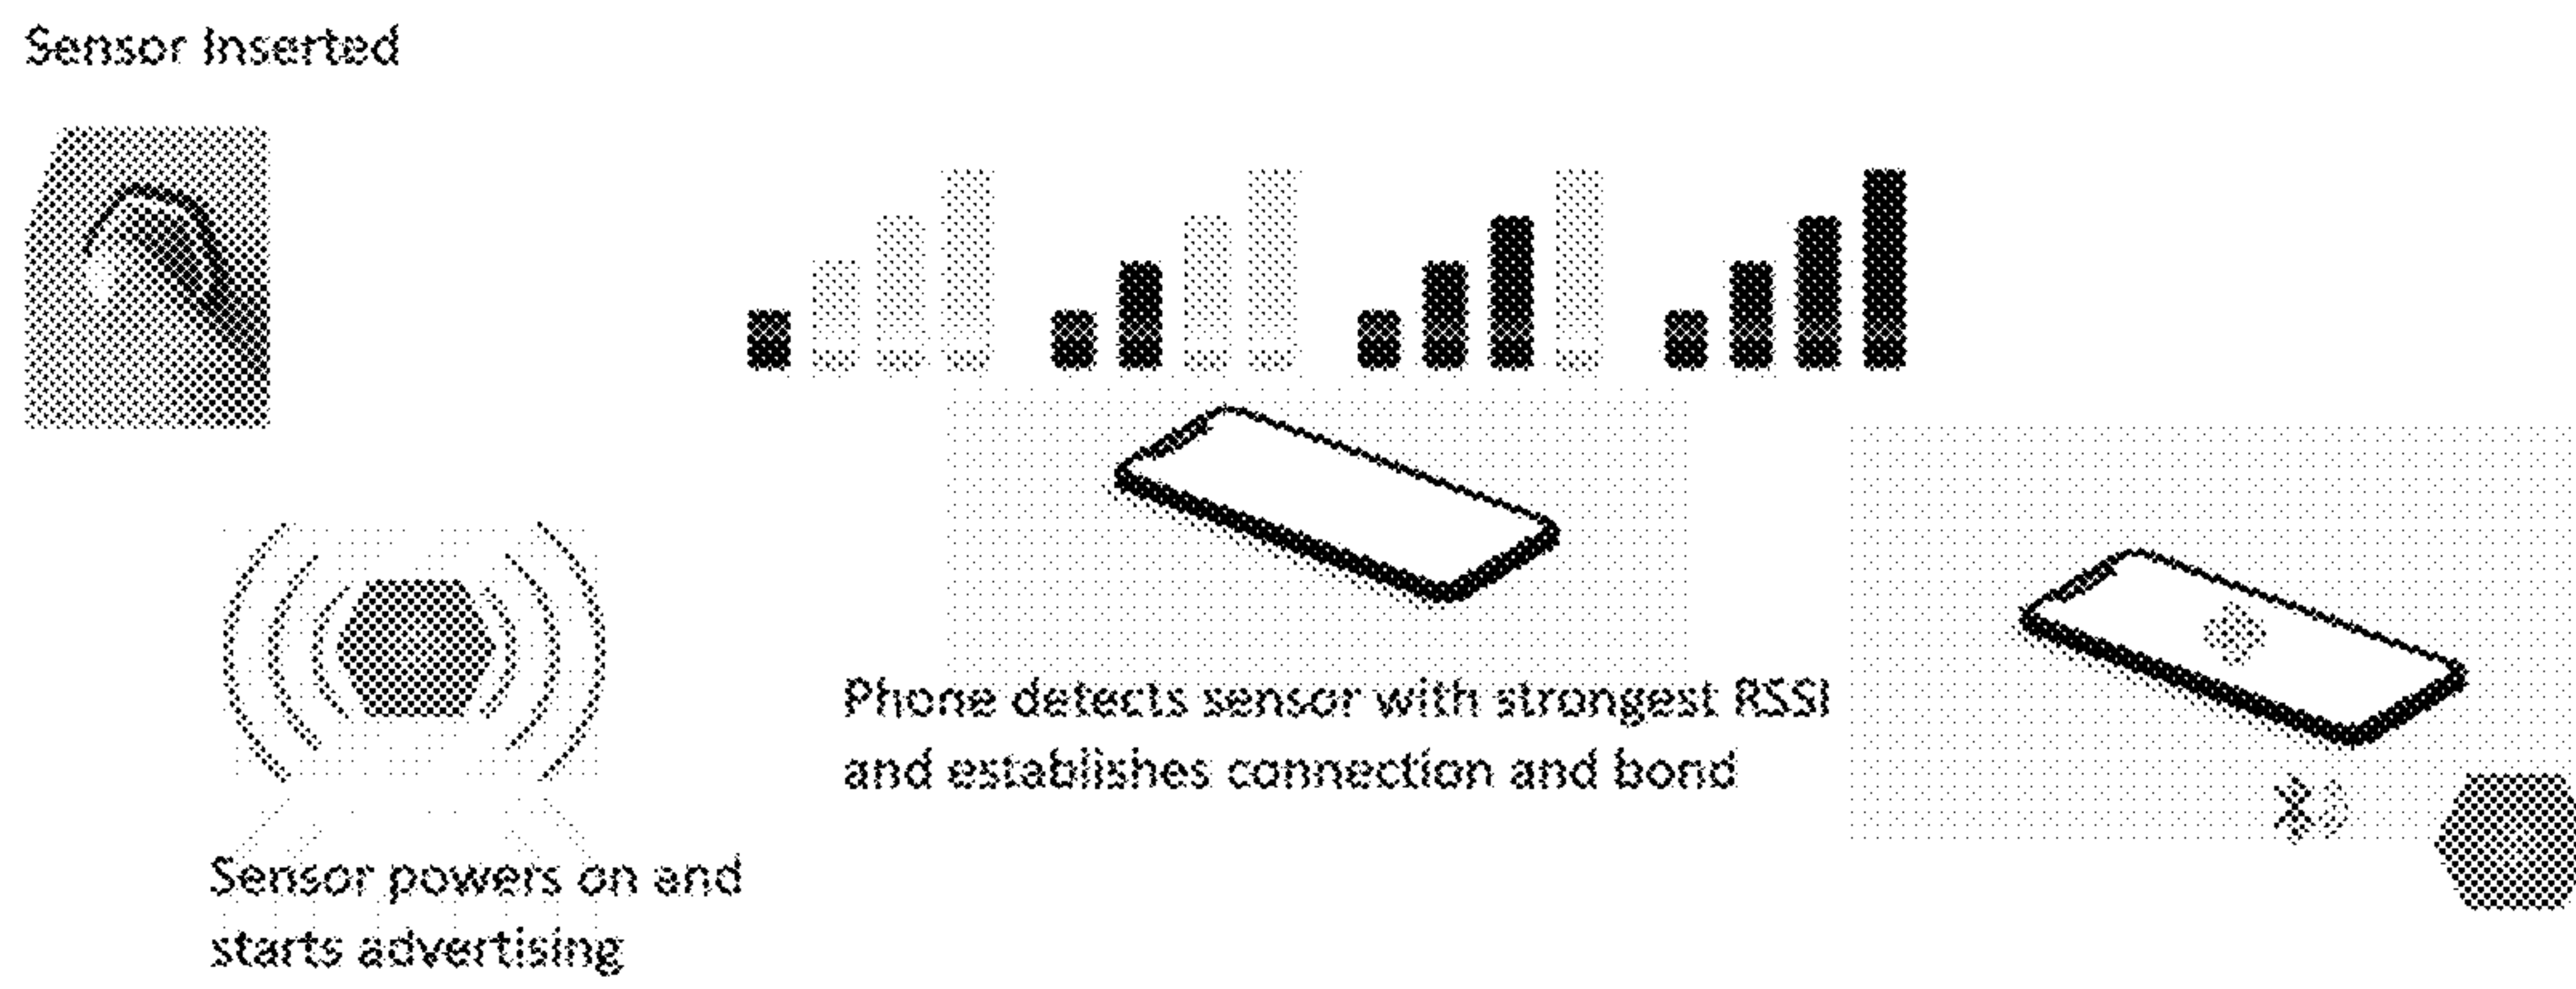 Sensor Inserted
Phone detects sensor with strongest RSSI
and establishes connection and bond
Sensor powers on and
starts advertising